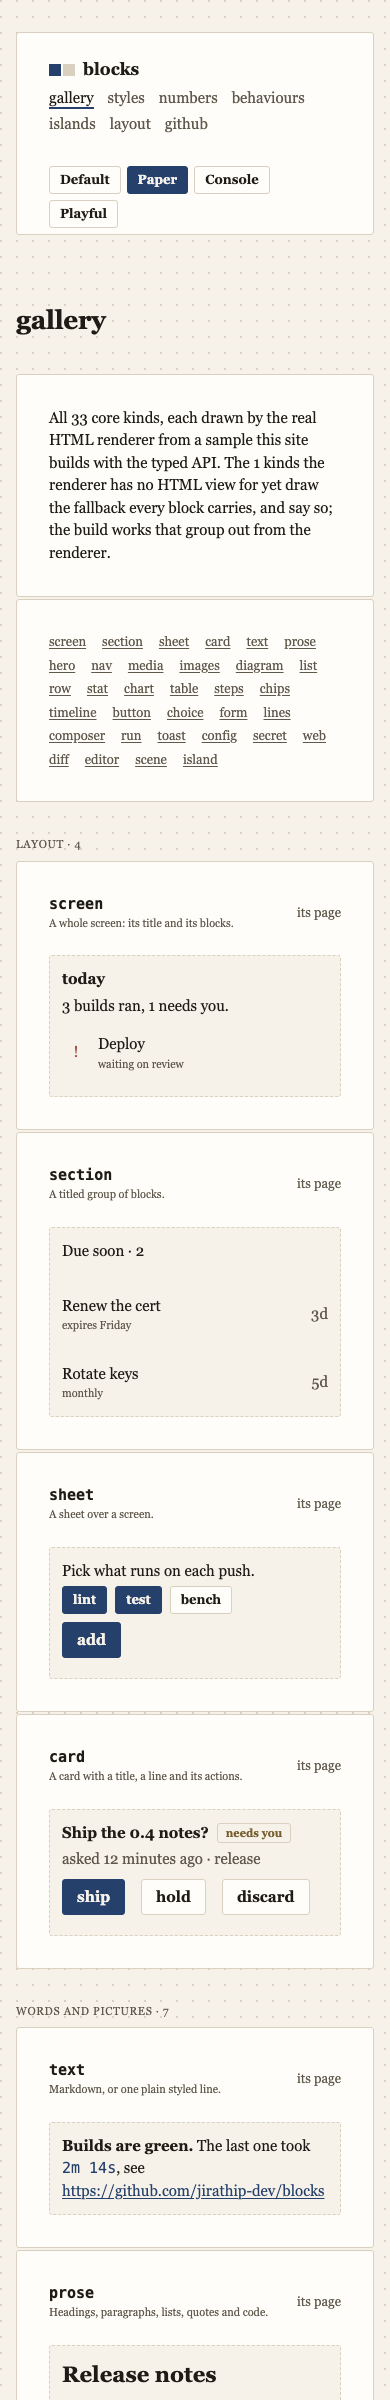 blocks
gallery styles numbers behaviours
islands layout github
Default Paper Console
Playful
gallery
All 33 core kinds, each drawn by the real
HTML renderer from a sample this site
builds with the typed API. The 1 kinds the
renderer has no HTML view for yet draw
the fallback every block carries, and say so;
the build works that group out from the
renderer.
screen section sheet card text prose
hero nav media images diagram list
row stat chart table steps chips
timeline button choice form lines
composer run toast config secret web
diff editor scene island
LAYOUT · 4
screen
A whole screen: its title and its blocks.
its page
today
3 builds ran, 1 needs you.
! Deploy
waiting on review
section
A titled group of blocks.
its page
Due soon · 2
Renew the cert
expires Friday
3d
Rotate keys
monthly
5d
sheet
A sheet over a screen.
its page
Pick what runs on each push.
lint test bench
add
card
A card with a title, a line and its actions.
its page
Ship the 0.4 notes? needs you
asked 12 minutes ago · release
ship hold discard
WORDS AND PICTURES · 7
text
Markdown, or one plain styled line.
its page
Builds are green. The last one took
2m 14s, see
https://github.com/jirathip-dev/blocks
prose
Headings, paragraphs, lists, quotes and code.
its page
Release notes